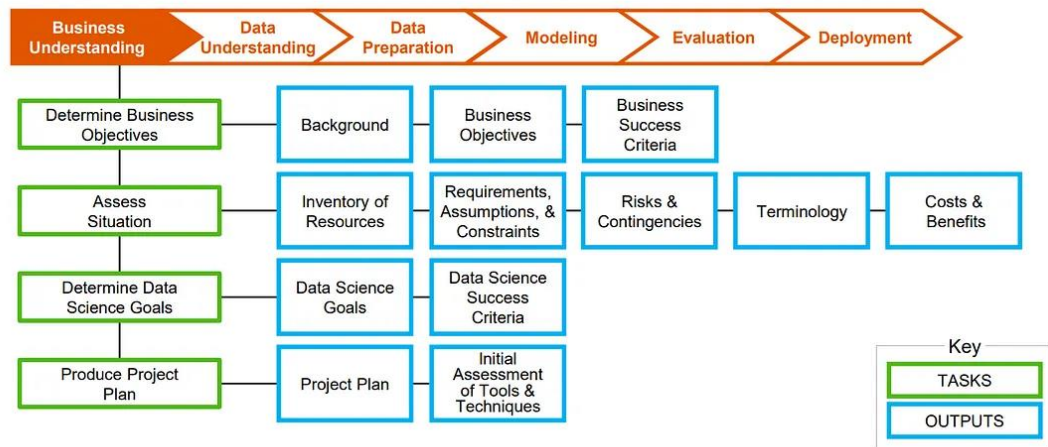 Business
Understanding
Data
Understanding
Data
Preparation
Modeling
Evaluation
Deployment
Determine Business
Objectives
Background
Business
Objectives
Business
Success
Criteria
Assess
Situation
Inventory of
Resources
Requirements,
Assumptions, &
Constraints
Risks &
Contingencies
Terminology
Costs &
Benefits
Determine Data
Science Goals
Data Science
Goals
Data Science
Success
Criteria
Produce Project
Plan
Project Plan
Initial
Assessment
of Tools &
Techniques
Key
TASKS
OUTPUTS